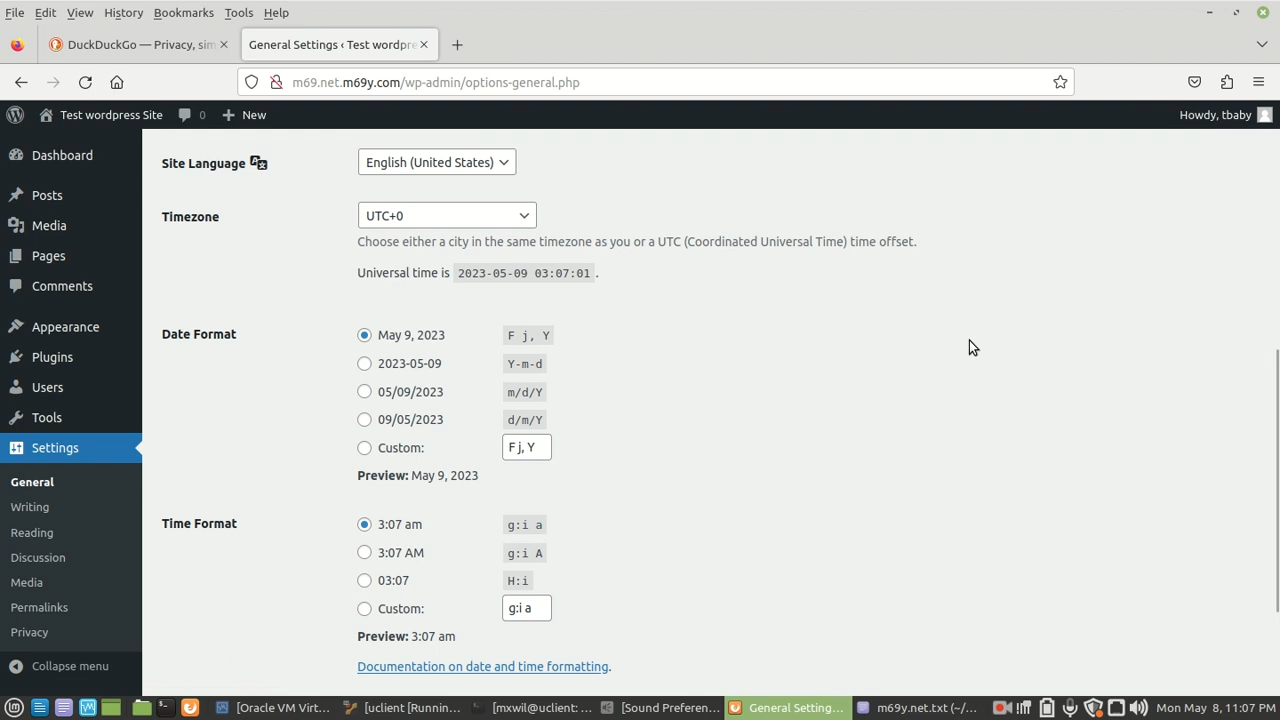 File Edit View History Bookmarks Tools Help
DuckDuckGo — Privacy, sim
General Settings ‹ Test wordpre
m69.net.m69y.com/wp-admin/options-general.php
Test wordpress Site 0 New Howdy, tbaby
Dashboard
Posts
Media
Pages
Comments
Appearance
Plugins
Users
Tools
Settings
General
Writing
Reading
Discussion
Media
Permalinks
Privacy
Collapse menu
Site Language English (United States)
Timezone UTC+0
Choose either a city in the same timezone as you or a UTC (Coordinated Universal Time) time offset.
Universal time is 2023-05-09 03:07:01 .
Date Format May 9, 2023 F j, Y
2023-05-09 Y-m-d
05/09/2023 m/d/Y
09/05/2023 d/m/Y
Custom: F j, Y
Preview: May 9, 2023
Time Format 3:07 am g:i a
3:07 AM g:i A
03:07 H:i
Custom: g:i a
Preview: 3:07 am
Documentation on date and time formatting.
[Oracle VM Virt... [uclient [Runnin... [mxwil@uclient: ... [Sound Preferen... General Setting... m69y.net.txt (~/... Mon May 8, 11:07 PM